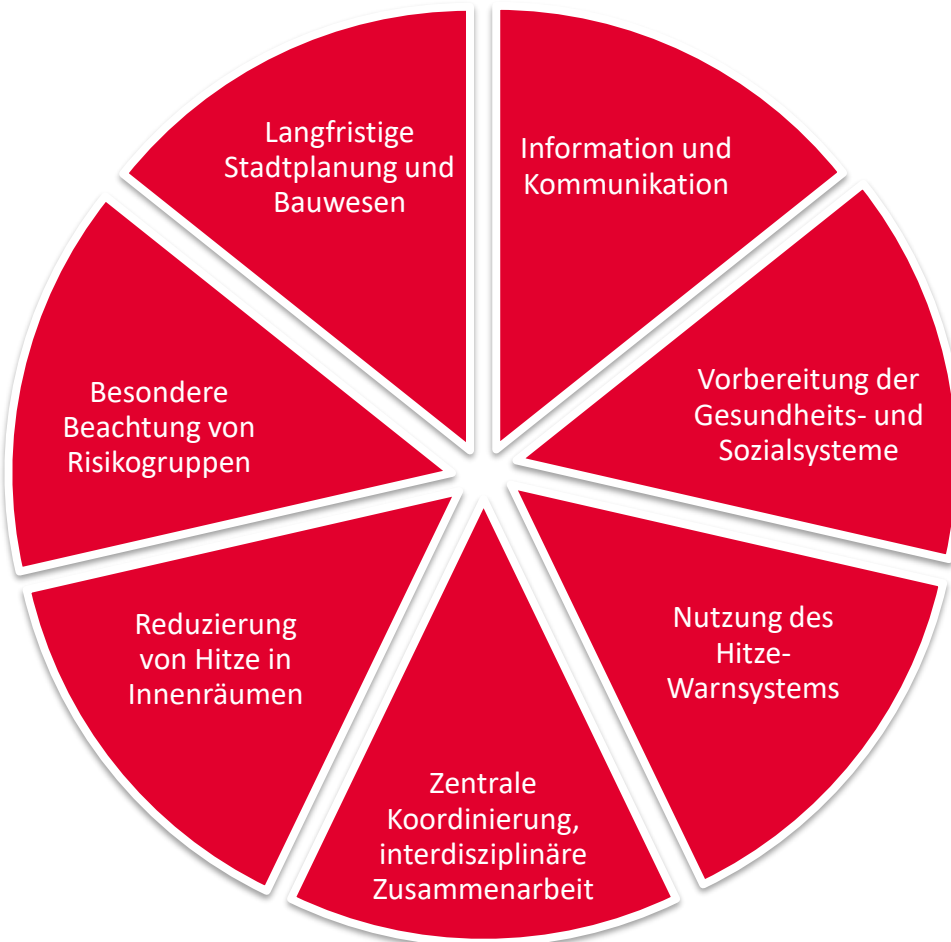 Langfristige
Stadtplanung und
Bauwesen
Information und
Kommunikation
Besondere
Beachtung von
Risikogruppen
Vorbereitung der
Gesundheits- und
Sozialsysteme
Reduzierung
von Hitze in
Innenräumen
Nutzung des
Hitze-
Warnsystems
Zentrale
Koordinierung,
interdisziplinäre
Zusammenarbeit